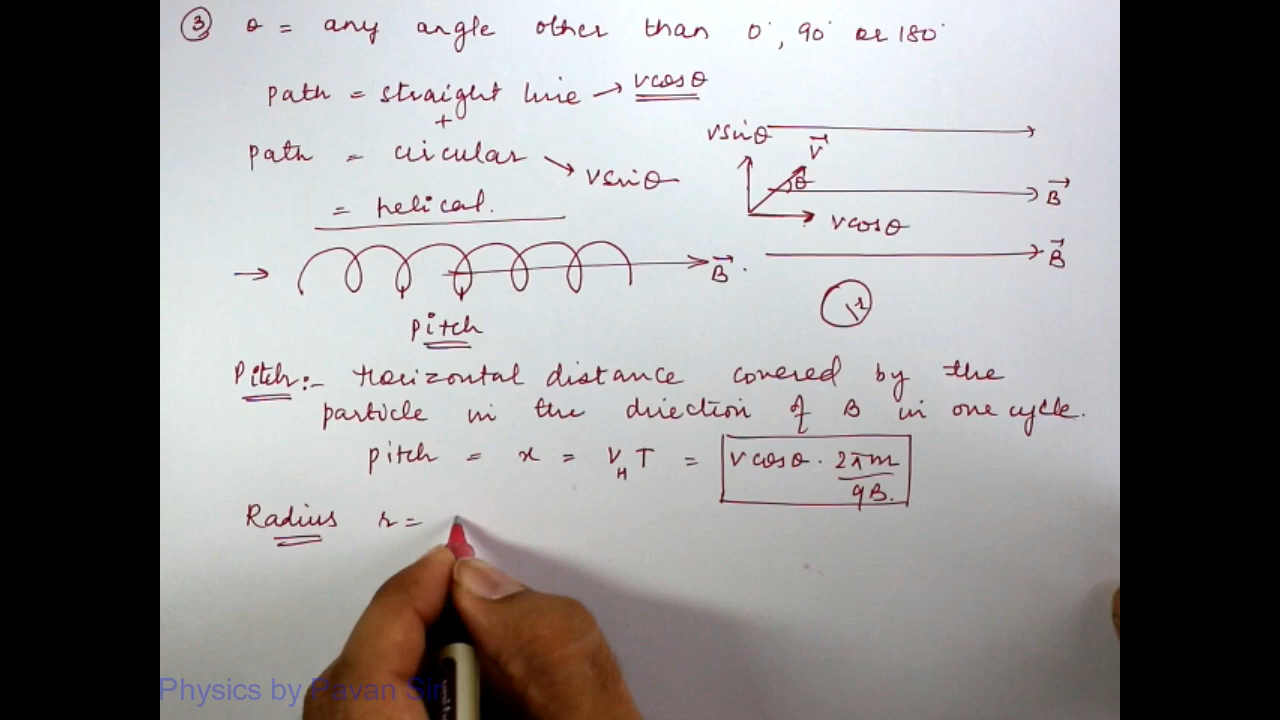 ③ θ = any angle other than 0°, 90° or 180°
path = straight line → vcosθ
+
path = circular → vsinθ
= helical.
vsinθ
v⃗
θ
B⃗
vcosθ
B⃗
→ B⃗
r
pitch
Pitch:- Horizontal distance covered by the
particle in the direction of B in one cycle.
pitch = x = v_H T = vcosθ · 2πm/qB.
Radius r =
Physics by Pavan Sir